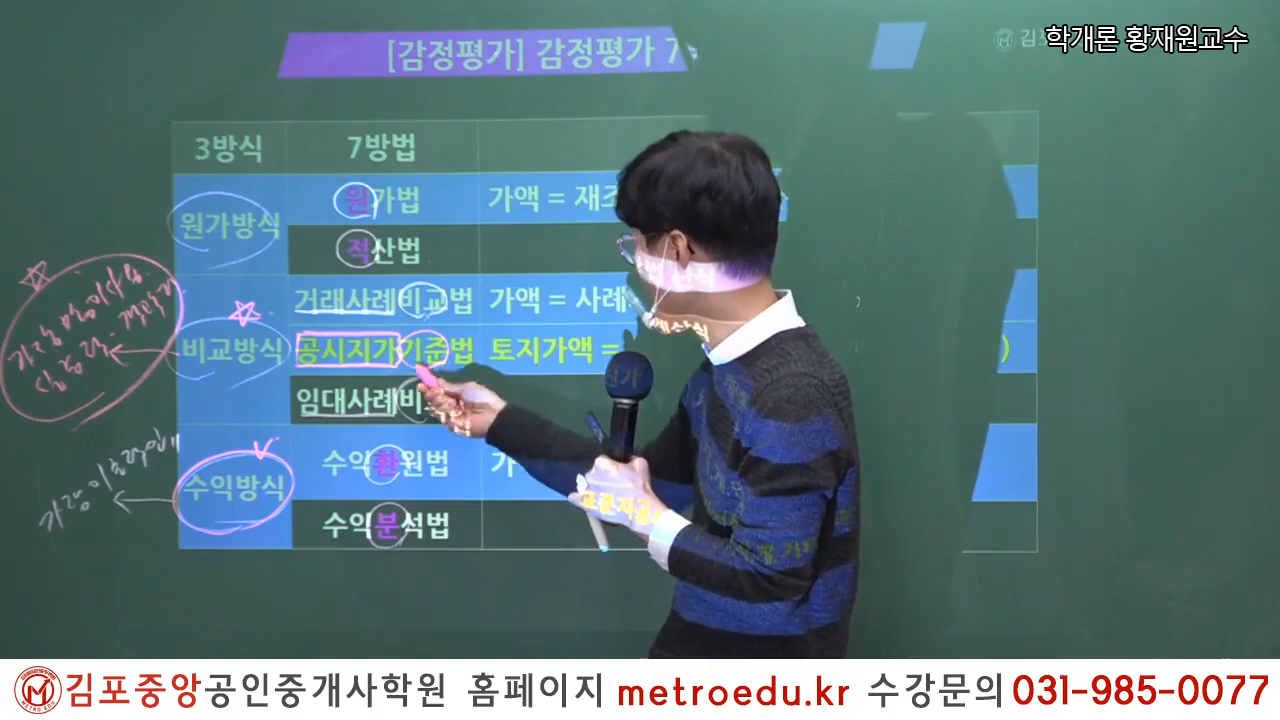 학개론 황재원교수
[감정평가] 감정평가 7
김포
3방식 7방법
원가방식 원가법 가액 = 재조
적산법
비교방식 거래사례비교법 가액 = 사례
공시지가기준법 토지가액 = )
임대사례비
수익방식 수익환원법 가
수익분석법
김포중앙공인중개사학원 홈페이지 metroedu.kr 수강문의 031-985-0077
METRO EDU